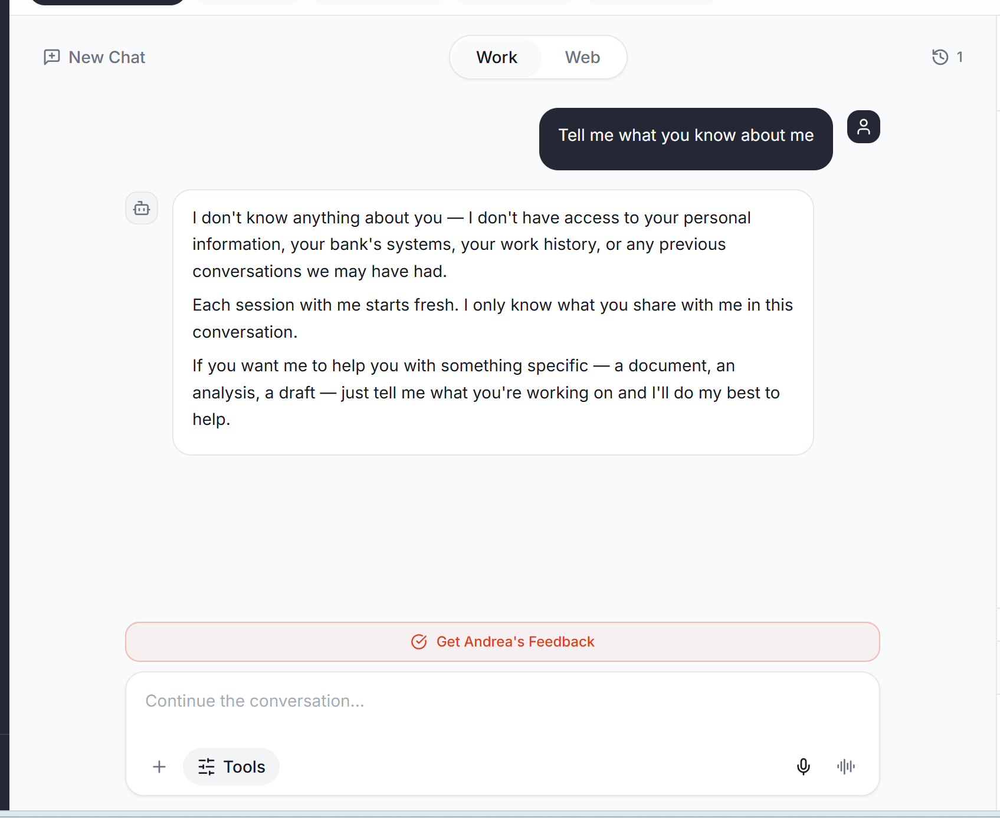 New Chat
Work
Web
1
Tell me what you know about me
I don't know anything about you — I don't have access to your personal
information, your bank's systems, your work history, or any previous
conversations we may have had.
Each session with me starts fresh. I only know what you share with me in this
conversation.
If you want me to help you with something specific — a document, an
analysis, a draft — just tell me what you're working on and I'll do my best to
help.
Get Andrea's Feedback
Continue the conversation...
Tools